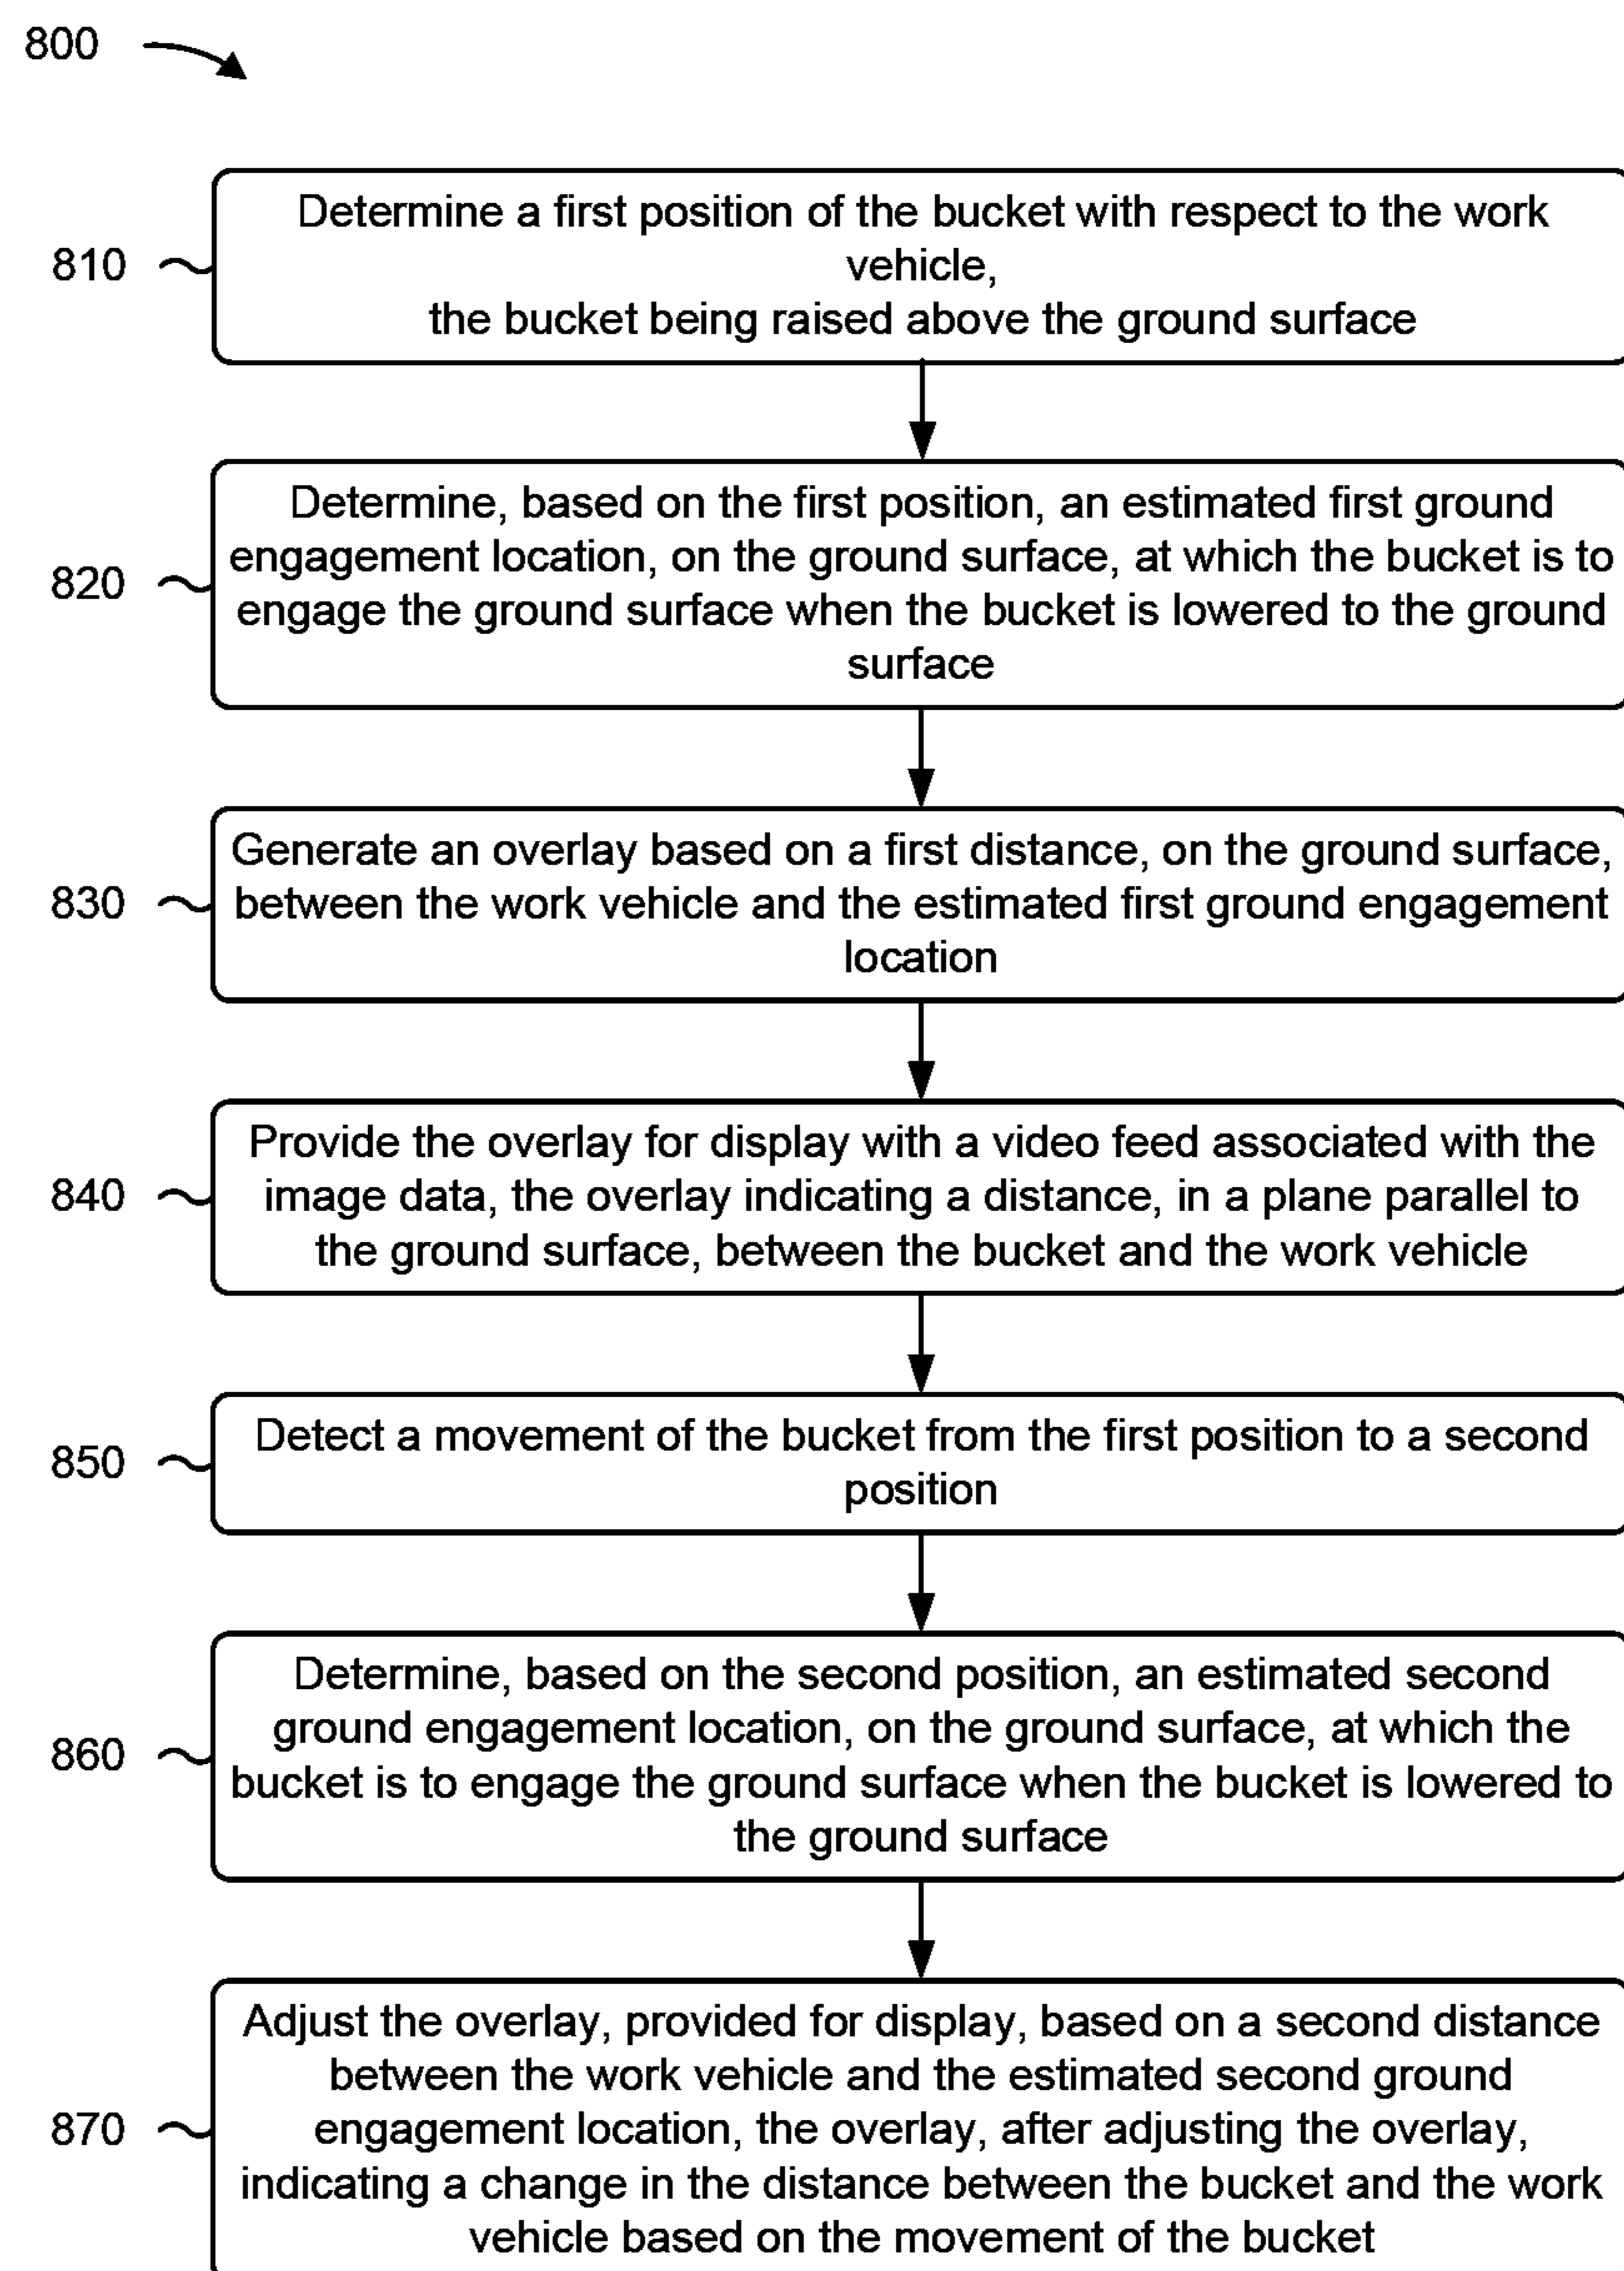 800
810
Determine a first position of the bucket with respect to the work
vehicle,
the bucket being raised above the ground surface
820
Determine, based on the first position, an estimated first ground
engagement location, on the ground surface, at which the bucket is to
engage the ground surface when the bucket is lowered to the ground
surface
830
Generate an overlay based on a first distance, on the ground surface,
between the work vehicle and the estimated first ground engagement
location
840
Provide the overlay for display with a video feed associated with the
image data, the overlay indicating a distance, in a plane parallel to
the ground surface, between the bucket and the work vehicle
850
Detect a movement of the bucket from the first position to a second
position
860
Determine, based on the second position, an estimated second
ground engagement location, on the ground surface, at which the
bucket is to engage the ground surface when the bucket is lowered to
the ground surface
870
Adjust the overlay, provided for display, based on a second distance
between the work vehicle and the estimated second ground
engagement location, the overlay, after adjusting the overlay,
indicating a change in the distance between the bucket and the work
vehicle based on the movement of the bucket